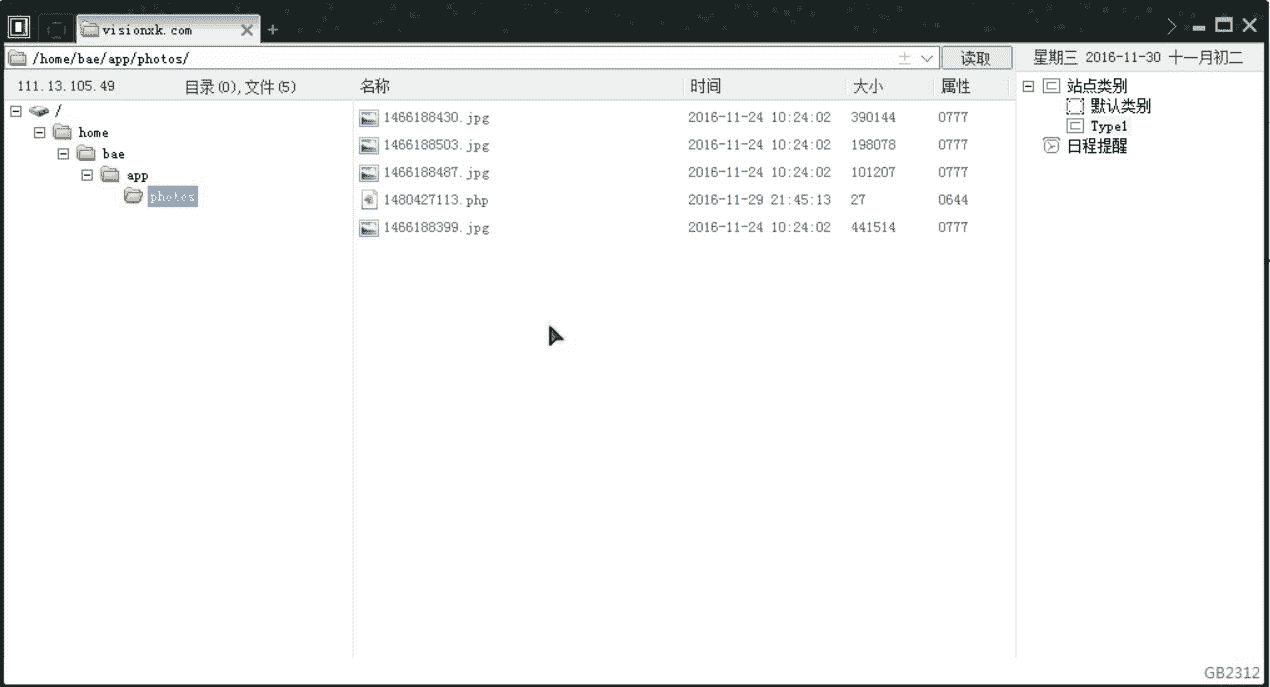 visionxk.com
/home/bae/app/photos/ 读取 星期三 2016-11-30 十一月初二
111.13.105.49 目录(0),文件(5) 名称 时间 大小 属性
/
home
bae
app
photos
1466188430.jpg 2016-11-24 10:24:02 390144 0777
1466188503.jpg 2016-11-24 10:24:02 198078 0777
1466188487.jpg 2016-11-24 10:24:02 101207 0777
1480427113.php 2016-11-29 21:45:13 27 0644
1466188399.jpg 2016-11-24 10:24:02 441514 0777
站点类别
默认类别
Type1
日程提醒
GB2312